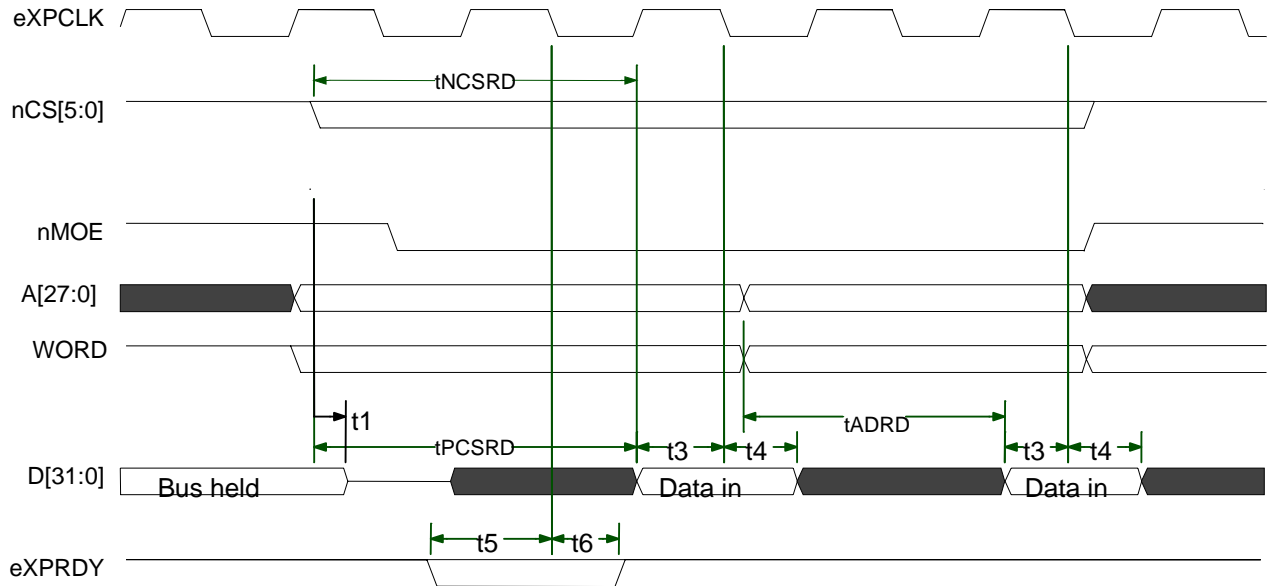 eXPCLK
tNCSRD
nCS[5:0]
nMOE
A[27:0]
WORD
t1
tADRD
tPCSRD
t3
t4
t3
t4
D[31:0]
Bus held
Data in
Data in
t5
t6
eXPRDY